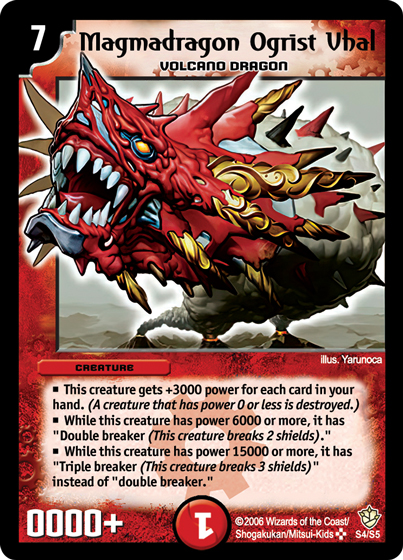 7
Magmadragon Ogrist Vhal
VOLCANO DRAGON
illus. Yarunoca
CREATURE
▪ This creature gets +3000 power for each card in your
hand. (A creature that has power 0 or less is destroyed.)
▪ While this creature has power 6000 or more, it has
"Double breaker (This creature breaks 2 shields)."
▪ While this creature has power 15000 or more, it has
"Triple breaker (This creature breaks 3 shields)"
instead of "double breaker."
0000+
1
©2006 Wizards of the Coast/
Shogakukan/Mitsui-Kids
S4/S5